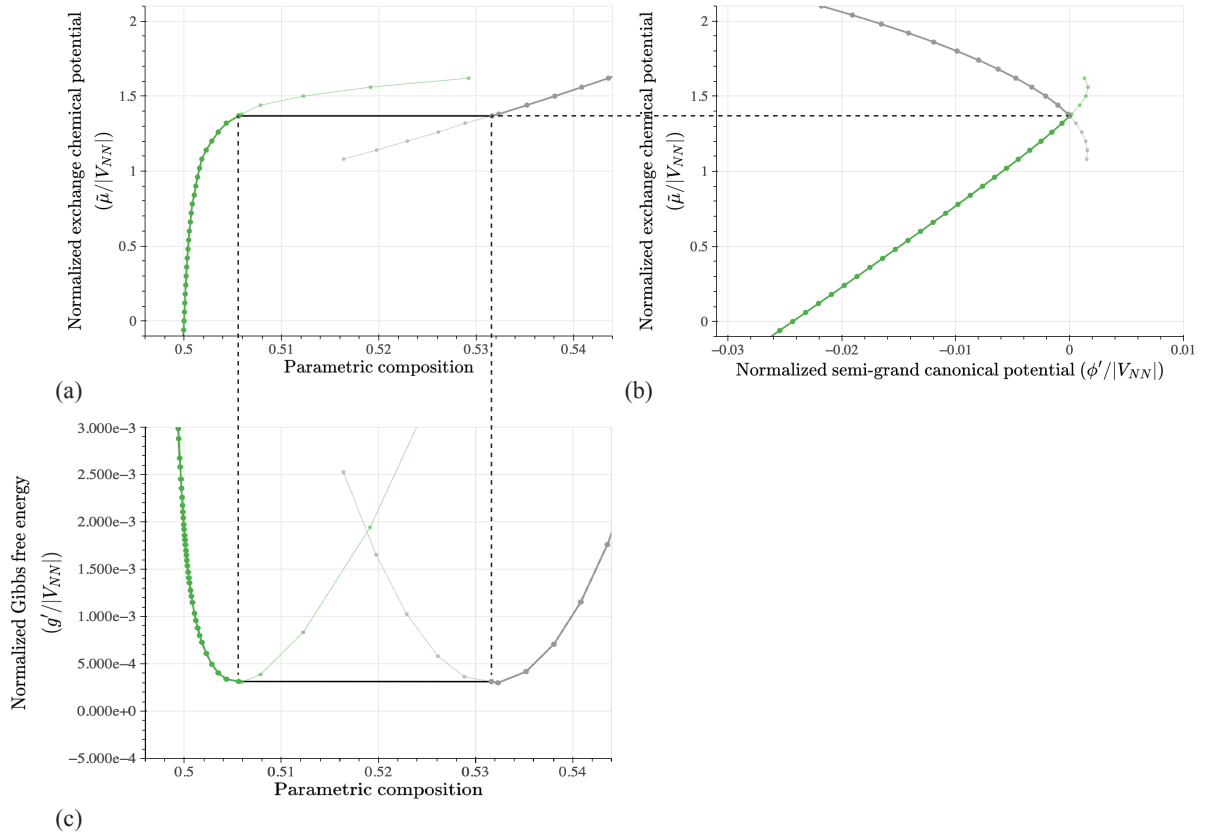 Normalized exchange chemical potential
(μ̃/|V_NN|)
2
1.5
1
0.5
0
0.5
0.51
0.52
0.53
0.54
Parametric composition
(a)
Normalized exchange chemical potential
(μ̃/|V_NN|)
2
1.5
1
0.5
0
−0.03
−0.02
−0.01
0
0.01
Normalized semi-grand canonical potential (ϕ′/|V_NN|)
(b)
Normalized Gibbs free energy
(g′/|V_NN|)
3.000e−3
2.500e−3
2.000e−3
1.500e−3
1.000e−3
5.000e−4
0.000e+0
−5.000e−4
0.5
0.51
0.52
0.53
0.54
Parametric composition
(c)